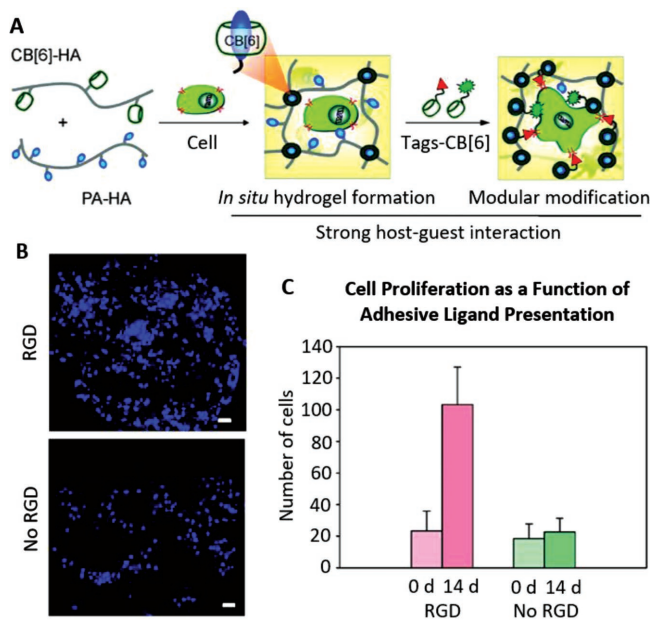 A
CB[6]-HA
+
PA-HA
Cell
CB[6]
In situ hydrogel formation
Tags-CB[6]
Modular modification
Strong host-guest interaction
B
RGD
No RGD
C
Cell Proliferation as a Function of
Adhesive Ligand Presentation
Number of cells
140
120
100
80
60
40
20
0
0 d 14 d 0 d 14 d
RGD No RGD